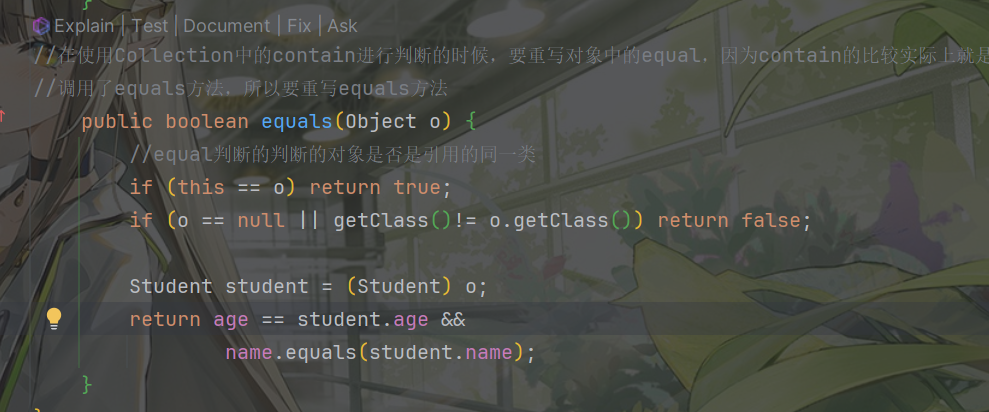 }
Explain | Test | Document | Fix | Ask
//在使用Collection中的contain进行判断的时候，要重写对象中的equal，因为contain的比较实际上就是
//调用了equals方法，所以要重写equals方法
public boolean equals(Object o) {
//equal判断的判断的对象是否是引用的同一类
if (this == o) return true;
if (o == null || getClass()!= o.getClass()) return false;
Student student = (Student) o;
return age == student.age &&
name.equals(student.name);
}